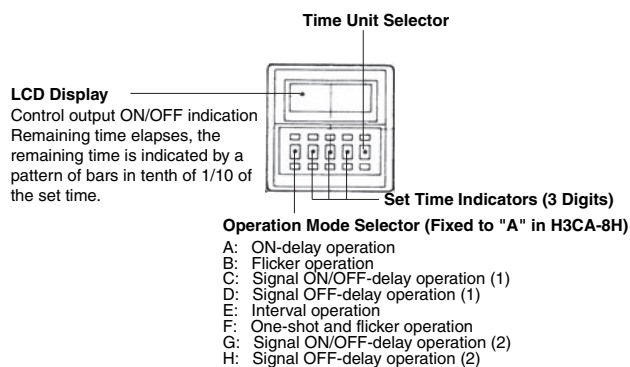 Time Unit Selector
LCD Display
Control output ON/OFF indication
Remaining time elapses, the
remaining time is indicated by a
pattern of bars in tenth of 1/10 of
the set time.
Set Time Indicators (3 Digits)
Operation Mode Selector (Fixed to "A" in H3CA-8H)
A: ON-delay operation
B: Flicker operation
C: Signal ON/OFF-delay operation (1)
D: Signal OFF-delay operation (1)
E: Interval operation
F: One-shot and flicker operation
G: Signal ON/OFF-delay operation (2)
H: Signal OFF-delay operation (2)